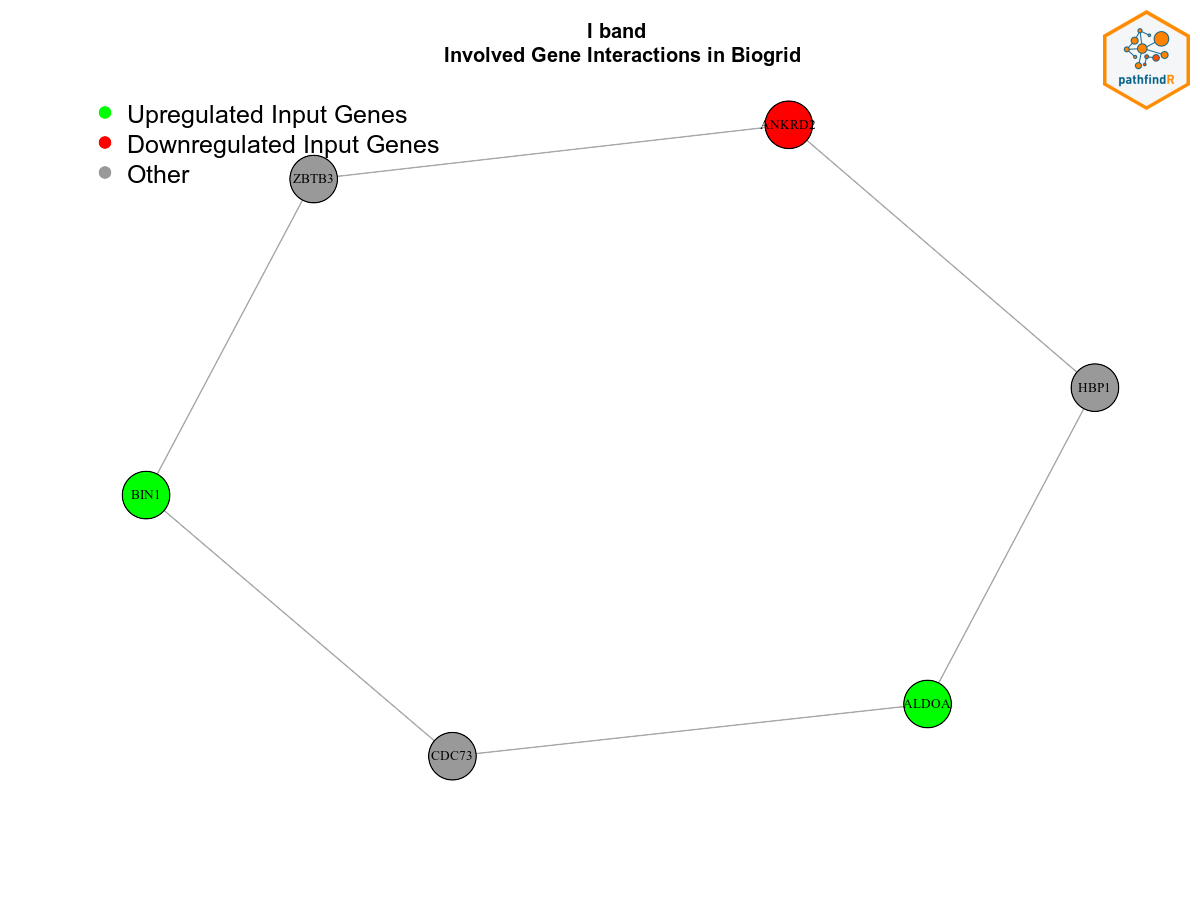 I band
Involved Gene Interactions in Biogrid
pathfindR
Upregulated Input Genes
Downregulated Input Genes
Other
ANKRD2
ZBTB3
HBP1
BIN1
ALDOA
CDC73